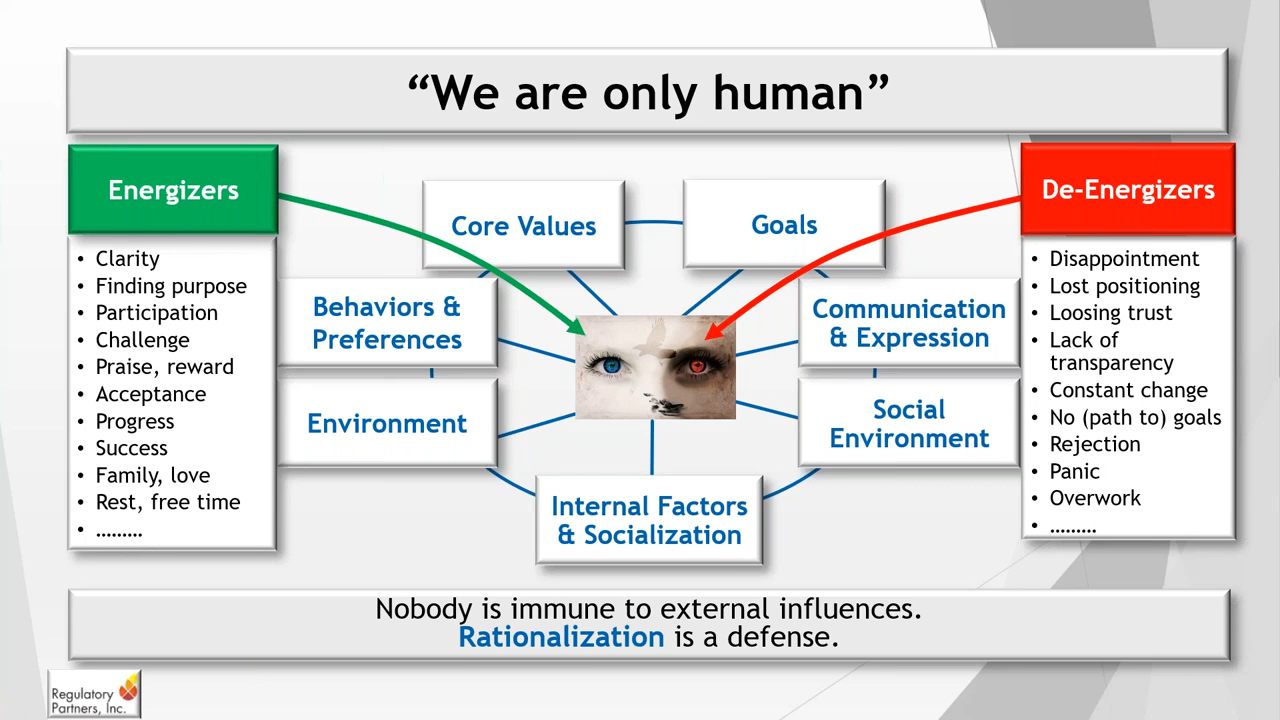 “We are only human”
Energizers
• Clarity
• Finding purpose
• Participation
• Challenge
• Praise, reward
• Acceptance
• Progress
• Success
• Family, love
• Rest, free time
• .........
Core Values
Goals
Behaviors &
Preferences
Communication
& Expression
Environment
Social
Environment
Internal Factors
& Socialization
De-Energizers
• Disappointment
• Lost positioning
• Loosing trust
• Lack of
transparency
• Constant change
• No (path to) goals
• Rejection
• Panic
• Overwork
• .........
Nobody is immune to external influences.
Rationalization is a defense.
Regulatory
Partners, Inc.